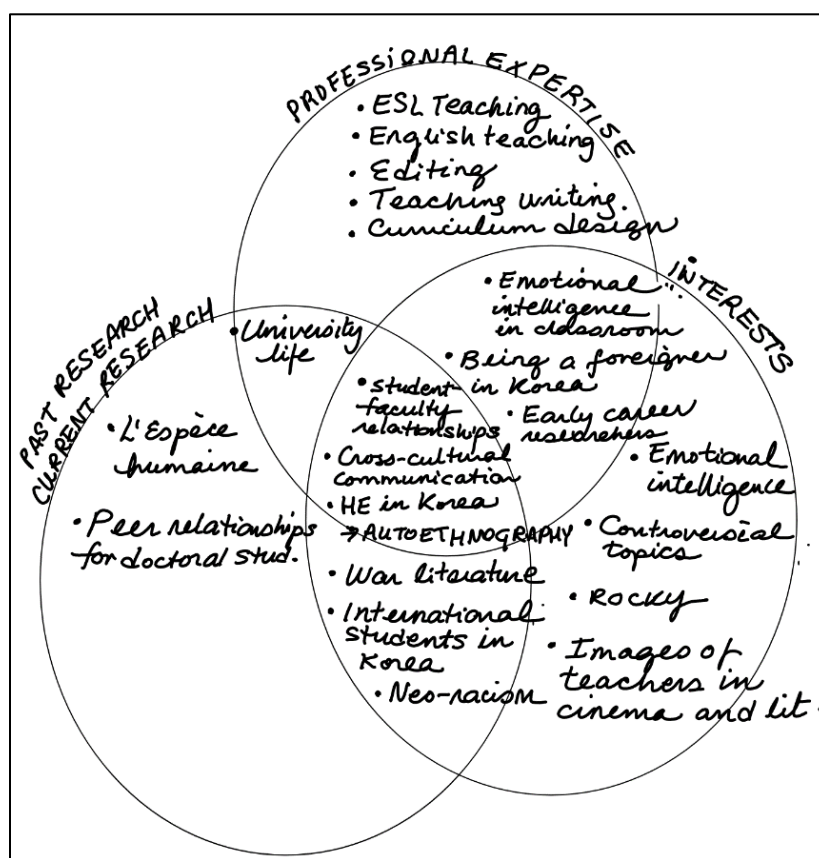 PROFESSIONAL EXPERTISE
• ESL Teaching
• English teaching
• Editing
• Teaching writing.
• Curriculum design
INTERESTS
• Emotional
intelligence
in classroom
• Being a foreigner
in Korea
• Early career
researchers
PAST RESEARCH
CURRENT RESEARCH
• University
life
• Student-
faculty
relationships
• Cross-cultural
communication
• HE in Korea
→ AUTOETHNOGRAPHY
• L'Espèce
humaine
• Peer relationships
for doctoral stud.
• War literature
• International
students in
Korea
• Neo-racism
• Emotional
intelligence
• Controversial
topics
• ROCKY
• Images of
teachers in
cinema and lit.